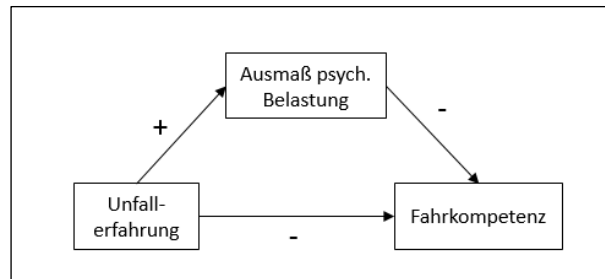 Ausmaß psych.
Belastung
+
-
Unfall-
erfahrung
Fahrkompetenz
-